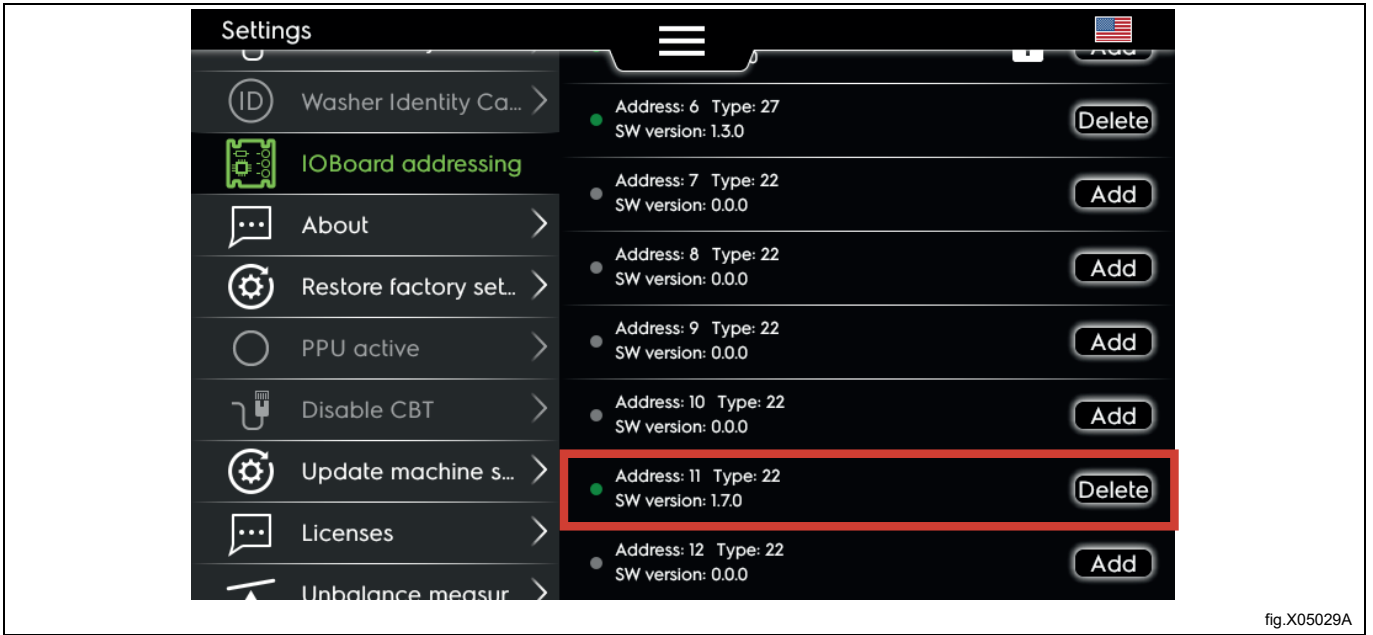 Settings
Add
Washer Identity Ca...
ID
Address: 6 Type: 27
SW version: 1.3.0
Delete
IOBoard addressing
Address: 7 Type: 22
SW version: 0.0.0
Add
About
Address: 8 Type: 22
SW version: 0.0.0
Add
Restore factory set...
Address: 9 Type: 22
SW version: 0.0.0
Add
PPU active
Address: 10 Type: 22
SW version: 0.0.0
Add
Disable CBT
Update machine s...
Address: 11 Type: 22
SW version: 1.7.0
Delete
Licenses
Address: 12 Type: 22
SW version: 0.0.0
Add
Unbalance measur
fig.X05029A